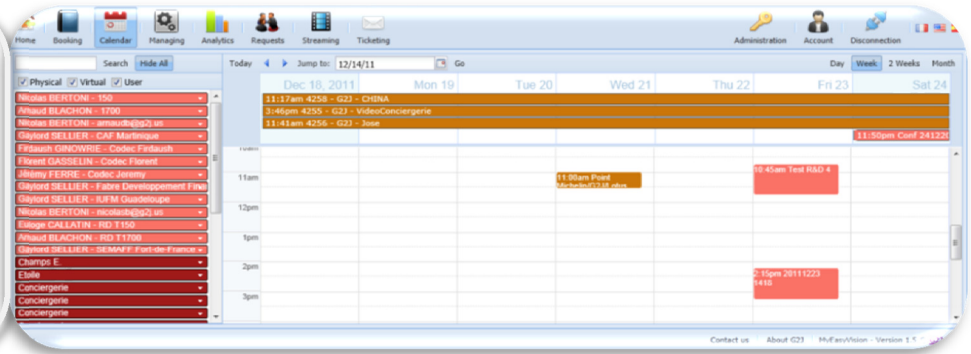 Home Booking Calendar Managing Analytics Requests Streaming Ticketing Administration Account Disconnection
Search Hide All Today Jump to: 12/14/11 Go Day Week 2 Weeks Month
Physical Virtual User
Dec 18, 2011 Mon 19 Tue 20 Wed 21 Thu 22 Fri 23 Sat 24
11:17am 4258 - G2J - CHINA
3:46pm 4255 - G2J - VideoConciergerie
11:41am 4256 - G2J - Jose
11:50pm Conf 241220
Nikolas BERTONI - 150
Arnaud BLACHON - 1700
Nikolas BERTONI - arnaudb@g2j.us
Gaylord SELLIER - CAF Martinique
Firdaush GINOWRIE - Codec Firdaush
Florent GASSELIN - Codec Florent
Jérémy FERRE - Codec Jeremy
Gaylord SELLIER - Fabre Developpement Fina
Gaylord SELLIER - IUFM Guadeloupe
Nikolas BERTONI - nicolasb@g2j.us
Euloge CALLATIN - RD T150
Arnaud BLACHON - RD T1700
Gaylord SELLIER - SEMAFF Fort-de-France
Champs E.
Etoile
Conciergerie
Conciergerie
Conciergerie
10am
11am
12pm
1pm
2pm
3pm
11:00am Point
10:45am Test R&D 4
2:15pm 20111223
1410
Contact us About G2J MyEasyVision - Version 1.5